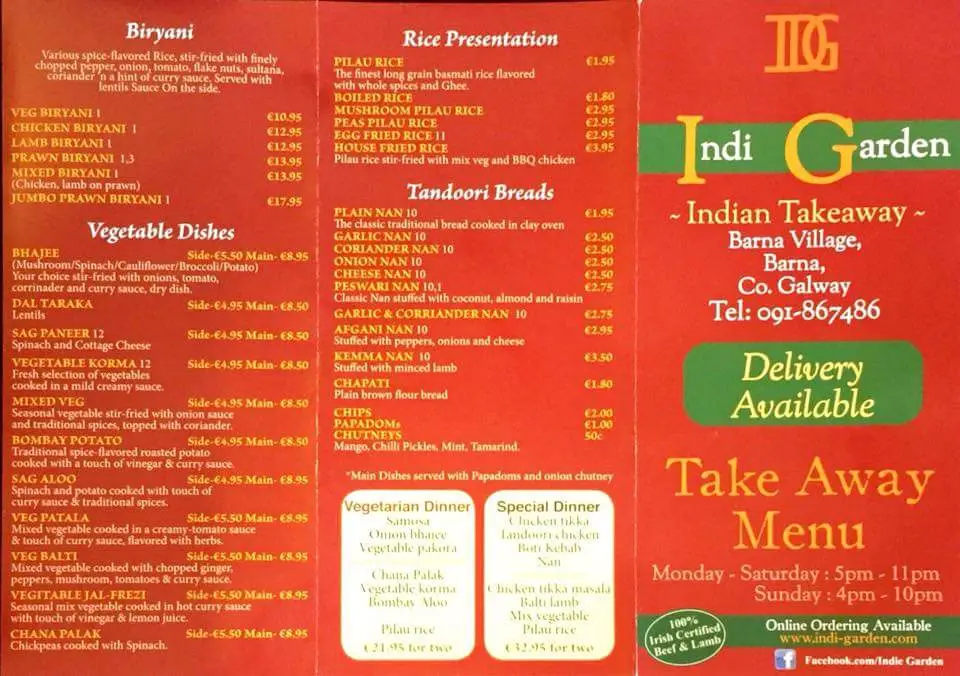 Biryani
Various spice-flavored Rice, stir-fried with finely
chopped pepper, onion, tomato, flake nuts, sultana,
coriander 'n a hint of curry sauce. Served with
lentils Sauce On the side.
VEG BIRYANI 1 €10.95
CHICKEN BIRYANI 1 €12.95
LAMB BIRYANI 1 €12.95
PRAWN BIRYANI 1,3 €13.95
MIXED BIRYANI 1 €13.95
(Chicken, lamb on prawn)
JUMBO PRAWN BIRYANI 1 €17.95
Vegetable Dishes
BHAJEE Side-€5.50 Main- €8.95
(Mushroom/Spinach/Cauliflower/Broccoli/Potato)
Your choice stir-fried with onions, tomato,
corrinader and curry sauce, dry dish.
DAL TARAKA Side-€4.95 Main- €8.50
Lentils
SAG PANEER 12 Side-€4.95 Main- €8.50
Spinach and Cottage Cheese
VEGETABLE KORMA 12 Side-€4.95 Main- €8.50
Fresh selection of vegetables
cooked in a mild creamy sauce.
MIXED VEG Side-€4.95 Main- €8.50
Seasonal vegetable stir-fried with onion sauce
and traditional spices, topped with coriander.
BOMBAY POTATO Side-€4.95 Main- €8.50
Traditional spice-flavored roasted potato
cooked with a touch of vinegar & curry sauce.
SAG ALOO Side-€4.95 Main- €8.50
Spinach and potato cooked with touch of
curry sauce & traditional spices.
VEG PATALA Side-€5.50 Main- €8.95
Mixed vegetable cooked in a creamy-tomato sauce
& touch of curry sauce, flavored with herbs.
VEG BALTI Side-€5.50 Main- €8.95
Mixed vegetable cooked with chopped ginger,
peppers, mushroom, tomatoes & curry sauce.
VEGITABLE JAL-FREZI Side-€5.50 Main- €8.95
Seasonal mix vegetable cooked in hot curry sauce
with touch of vinegar & lemon juice.
CHANA PALAK Side-€5.50 Main- €8.95
Chickpeas cooked with Spinach.
Rice Presentation
PILAU RICE €1.95
The finest long grain basmati rice flavored
with whole spices and Ghee.
BOILED RICE €1.80
MUSHROOM PILAU RICE €2.95
PEAS PILAU RICE €2.95
EGG FRIED RICE 11 €2.95
HOUSE FRIED RICE €3.95
Pilau rice stir-fried with mix veg and BBQ chicken
Tandoori Breads
PLAIN NAN 10 €1.95
The classic traditional bread cooked in clay oven
GARLIC NAN 10 €2.50
CORIANDER NAN 10 €2.50
ONION NAN 10 €2.50
CHEESE NAN 10 €2.50
PESWARI NAN 10,1 €2.75
Classic Nan stuffed with coconut, almond and raisin
GARLIC & CORRIANDER NAN 10 €2.75
AFGANI NAN 10 €2.95
Stuffed with peppers, onions and cheese
KEMMA NAN 10 €3.50
Stuffed with minced lamb
CHAPATI €1.80
Plain brown flour bread
CHIPS €2.00
PAPADOMs €1.00
CHUTNEYS 50c
Mango, Chilli Pickles, Mint, Tamarind.
*Main Dishes served with Papadoms and onion chutney
Vegetarian Dinner
Samosa
Onion bhajee
Vegetable pakora
Chana Palak
Vegetable korma
Bombay Aloo
Pilau rice
€21.95 for two
Special Dinner
Chicken tikka
Tandoori chicken
Boti kebab
Nan
Chicken tikka masala
Balti lamb
Mix vegetable
Pilau rice
€32.95 for two
IDG
Indi Garden
~ Indian Takeaway ~
Barna Village,
Barna,
Co. Galway
Tel: 091-867486
Delivery
Available
Take Away
Menu
Monday - Saturday : 5pm - 11pm
Sunday : 4pm - 10pm
100%
Irish Certified
Beef & Lamb
Online Ordering Available
www.indi-garden.com
f Facebook.com/Indie Garden